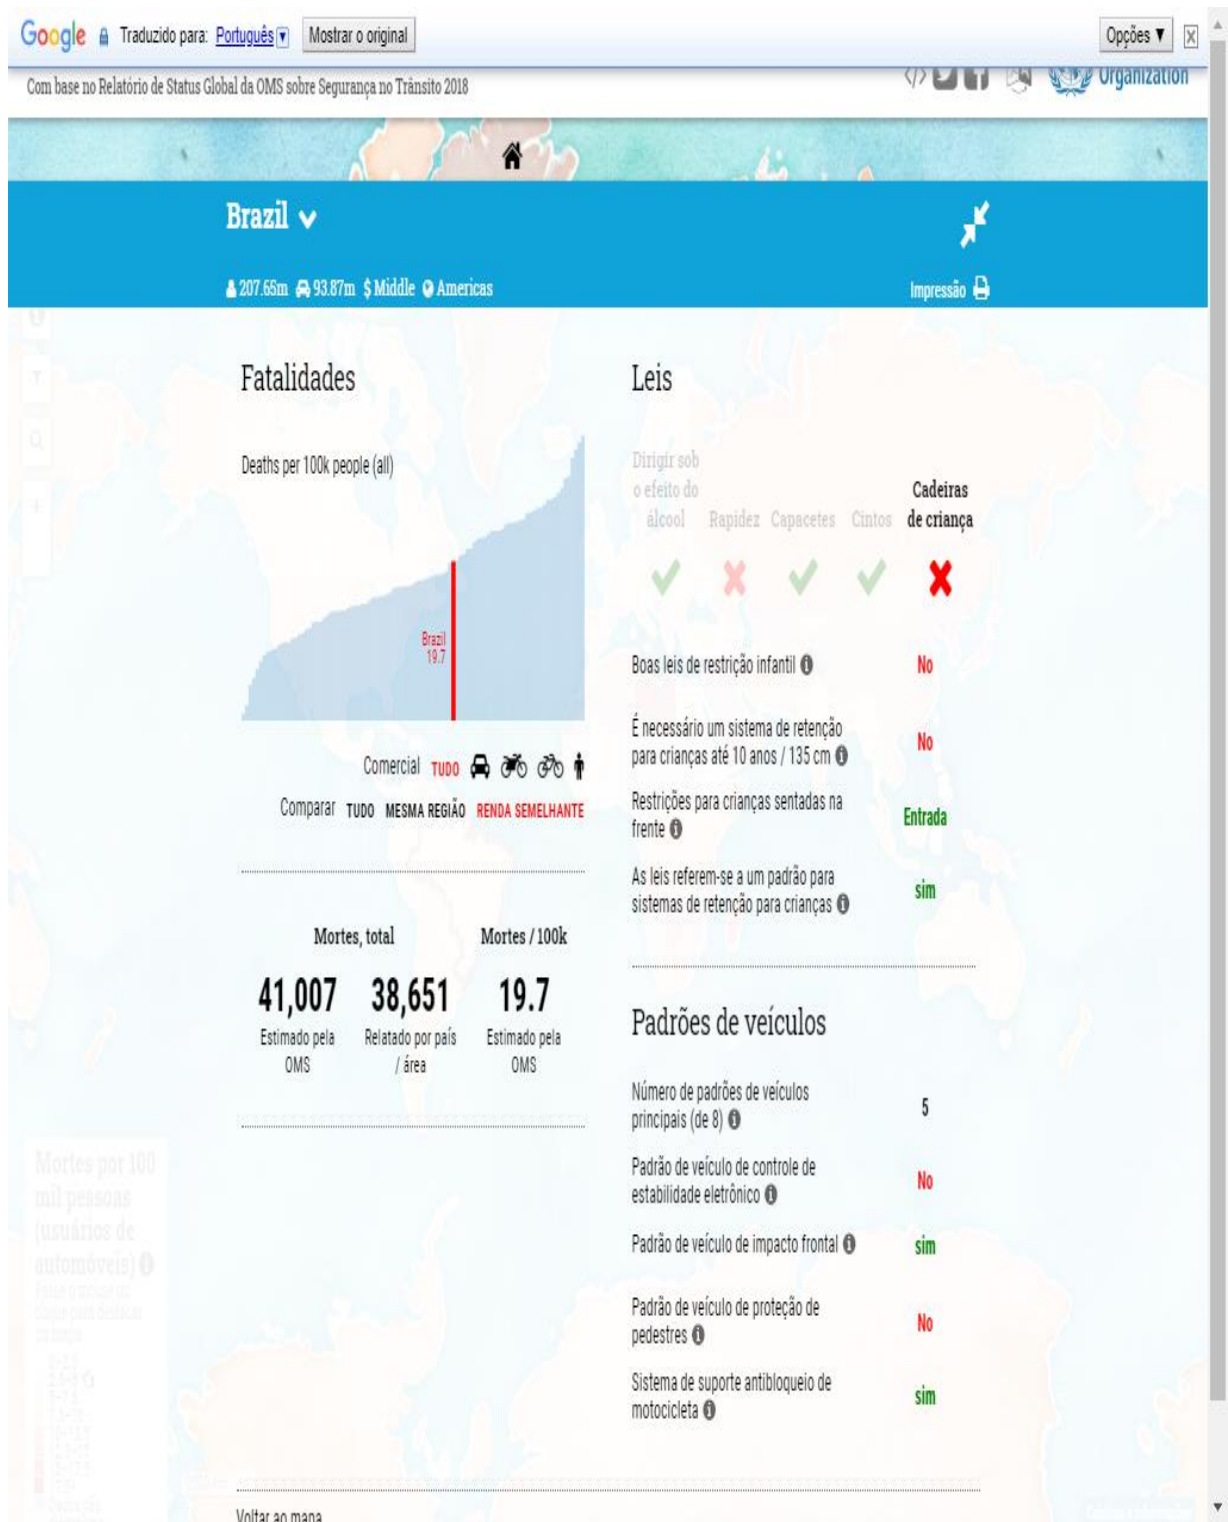 Google Traduzido para: Português Mostrar o original Opções ▼ x
Com base no Relatório de Status Global da OMS sobre Segurança no Trânsito 2018
Organization
Brazil
207.65m 93.87m $ Middle Americas
Impressão
Fatalidades
Deaths per 100k people (all)
Brazil
19.7
Comercial TUDO
Comparar TUDO MESMA REGIÃO RENDA SEMELHANTE
Mortes, total Mortes / 100k
41,007 38,651 19.7
Estimado pela Relatado por país Estimado pela
OMS / área OMS
Leis
Dirigir sob
o efeito do Cadeiras
álcool Rapidez Capacetes Cintos de criança
Boas leis de restrição infantil No
É necessário um sistema de retenção
para crianças até 10 anos / 135 cm No
Restrições para crianças sentadas na
frente Entrada
As leis referem-se a um padrão para
sistemas de retenção para crianças sim
Padrões de veículos
Número de padrões de veículos
principais (de 8) 5
Padrão de veículo de controle de
estabilidade eletrônico No
Padrão de veículo de impacto frontal sim
Padrão de veículo de proteção de
pedestres No
Sistema de suporte antibloqueio de
motocicleta sim
Mortes por 100
mil pessoas
(usuários de
automóveis)
Voltar ao mapa